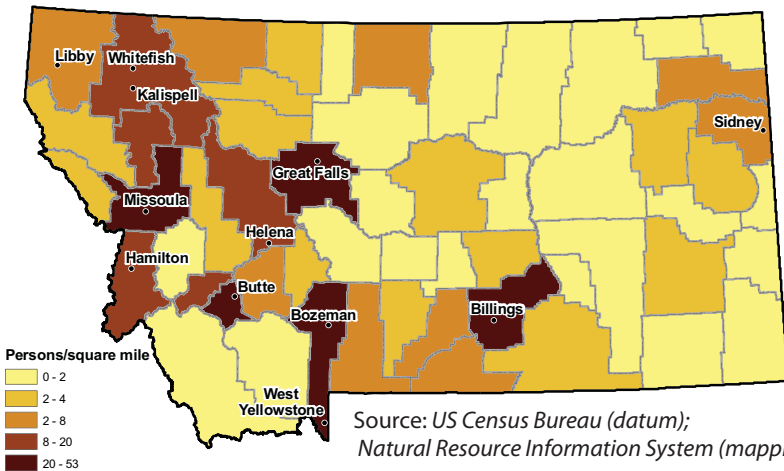 Libby
Whitefish
Kalispell
Sidney
Great Falls
Missoula
Helena
Hamilton
Butte
Bozeman
Billings
West
Yellowstone
Persons/square mile
0 - 2
2 - 4
2 - 8
8 - 20
20 - 53
Source: US Census Bureau (datum);
Natural Resource Information System (mapp